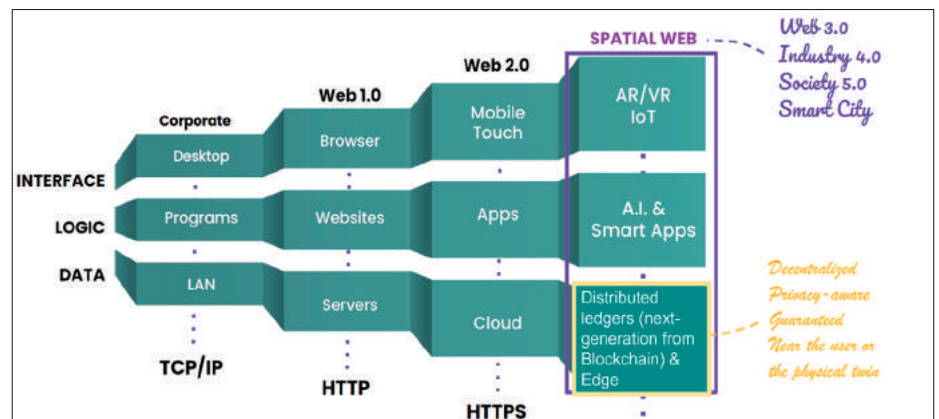 SPATIAL WEB
Web 3.0
Industry 4.0
Society 5.0
Smart City
Corporate
Web 1.0
Web 2.0
INTERFACE
Desktop
Browser
Mobile
Touch
AR/VR
IoT
LOGIC
Programs
Websites
Apps
A.I. &
Smart Apps
DATA
LAN
Servers
Cloud
Distributed
ledgers (next-
generation from
Blockchain) &
Edge
Decentralized
Privacy-aware
Guaranteed
Near the user or
the physical twin
TCP/IP
HTTP
HTTPS